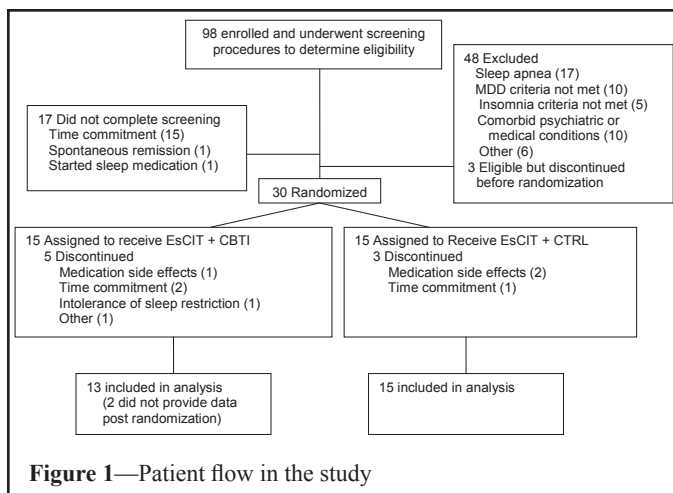 98 enrolled and underwent screening
procedures to determine eligibility
48 Excluded
Sleep apnea (17)
MDD criteria not met (10)
Insomnia criteria not met (5)
Comorbid psychiatric or
medical conditions (10)
Other (6)
3 Eligible but discontinued
before randomization
17 Did not complete screening
Time commitment (15)
Spontaneous remission (1)
Started sleep medication (1)
30 Randomized
15 Assigned to receive EsCIT + CBTI
5 Discontinued
Medication side effects (1)
Time commitment (2)
Intolerance of sleep restriction (1)
Other (1)
15 Assigned to Receive EsCIT + CTRL
3 Discontinued
Medication side effects (2)
Time commitment (1)
13 included in analysis
(2 did not provide data
post randomization)
15 included in analysis
Figure 1—Patient flow in the study